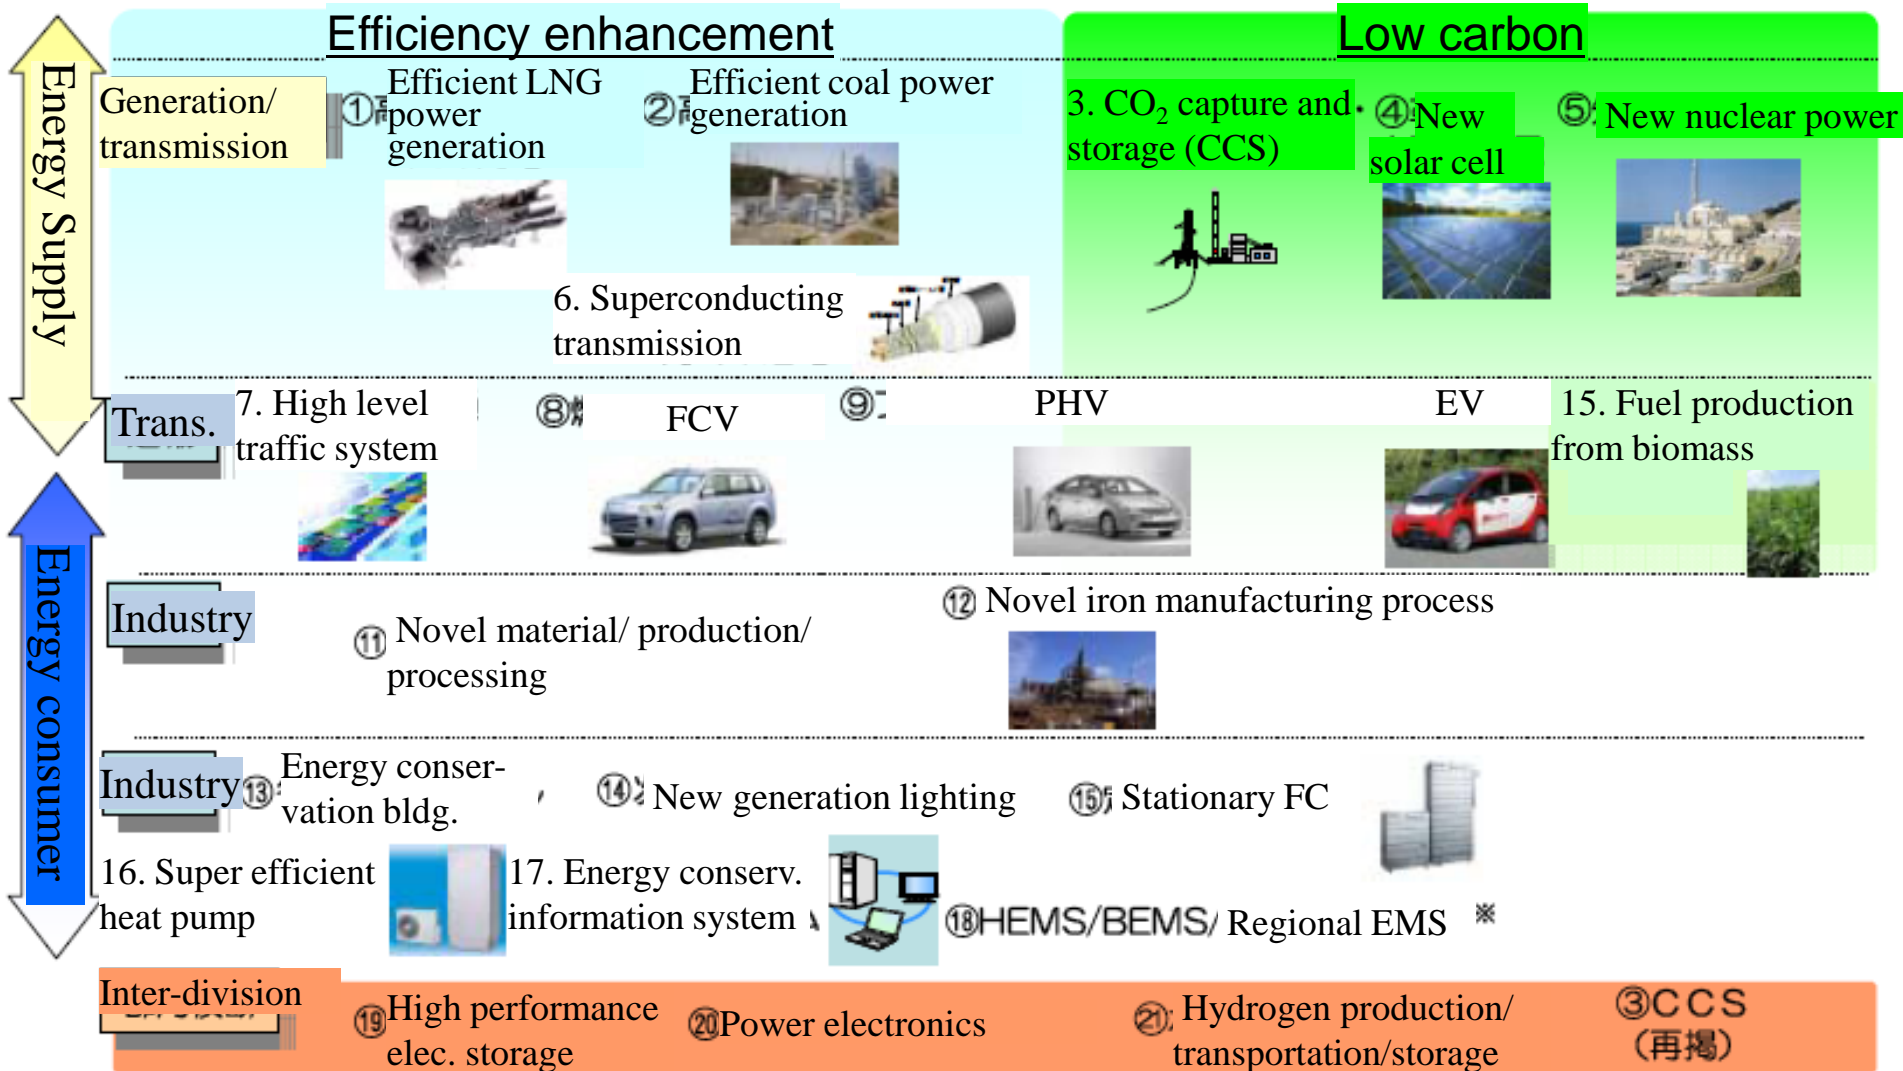 Efficiency enhancement
Low carbon
Energy Supply
Generation/
transmission
①
Efficient LNG
power
generation
②
Efficient coal power
generation
3. CO₂ capture and
storage (CCS)
④New
solar cell
⑤
New nuclear power
6. Superconducting
transmission
Trans.
7. High level
traffic system
⑧
FCV
⑨
PHV
EV
15. Fuel production
from biomass
Energy consumer
Industry
⑪ Novel material/ production/
processing
⑫ Novel iron manufacturing process
Industry
⑬
Energy conser-
vation bldg.
⑭ New generation lighting
⑮ Stationary FC
16. Super efficient
heat pump
17. Energy conserv.
information system
⑱HEMS/BEMS/ Regional EMS ※
Inter-division
⑲High performance
elec. storage
⑳Power electronics
㉑ Hydrogen production/
transportation/storage
③CCS
(再掲)